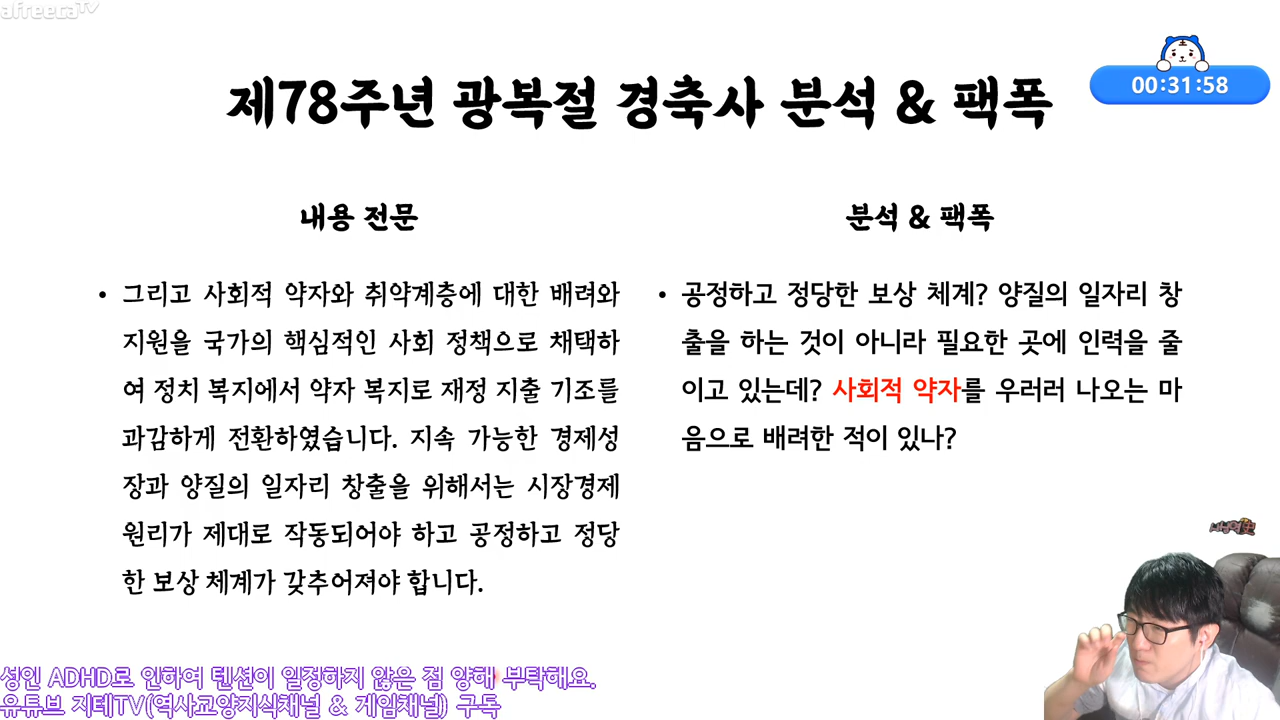 afreecaTV
00:31:58
제78주년 광복절 경축사 분석 & 팩폭
내용 전문
• 그리고 사회적 약자와 취약계층에 대한 배려와
지원을 국가의 핵심적인 사회 정책으로 채택하
여 정치 복지에서 약자 복지로 재정 지출 기조를
과감하게 전환하였습니다. 지속 가능한 경제성
장과 양질의 일자리 창출을 위해서는 시장경제
원리가 제대로 작동되어야 하고 공정하고 정당
한 보상 체계가 갖추어져야 합니다.
분석 & 팩폭
• 공정하고 정당한 보상 체계? 양질의 일자리 창
출을 하는 것이 아니라 필요한 곳에 인력을 줄
이고 있는데? 사회적 약자를 우러러 나오는 마
음으로 배려한 적이 있나?
성인 ADHD로 인하여 텐션이 일정하지 않은 점 양해 부탁해요.
유튜브 지테TV(역사교양지식채널 & 게임채널) 구독